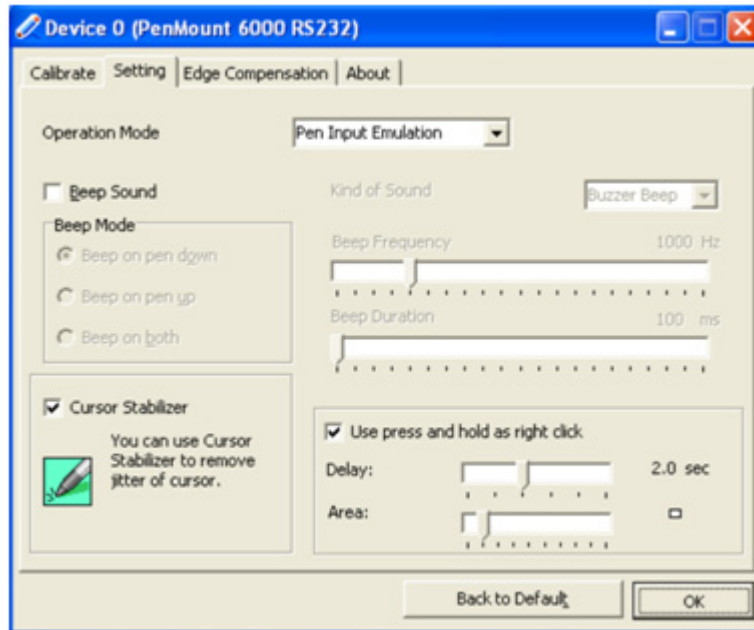 Device 0 (PenMount 6000 RS232)
Calibrate Setting Edge Compensation About
Operation Mode Pen Input Emulation
Beep Sound Kind of Sound Buzzer Beep
Beep Mode
Beep on pen down
Beep on pen up
Beep on both
Beep Frequency 1000 Hz
Beep Duration 100 ms
Cursor Stabilizer
You can use Cursor
Stabilizer to remove
jitter of cursor.
Use press and hold as right click
Delay: 2.0 sec
Area:
Back to Default OK